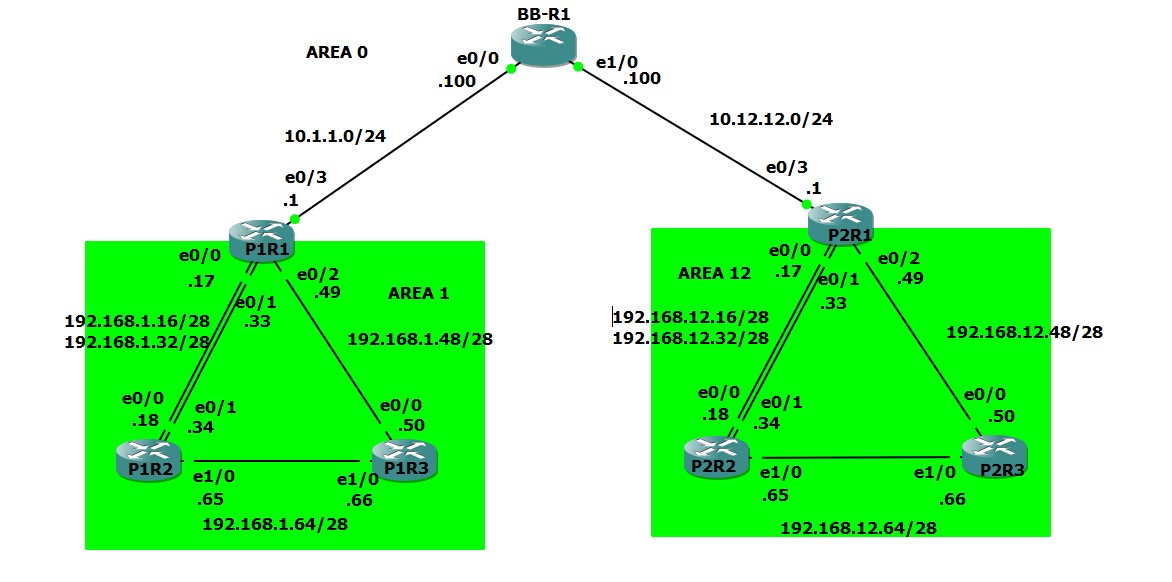 BB-R1
AREA 0
e0/0
.100
e1/0
.100
10.1.1.0/24
10.12.12.0/24
e0/3
.1
e0/3
.1
P1R1
e0/0
.17
e0/1
.33
e0/2
.49
AREA 1
192.168.1.16/28
192.168.1.32/28
192.168.1.48/28
e0/0
.18
e0/1
.34
e0/0
.50
P1R2
P1R3
e1/0
.65
e1/0
.66
192.168.1.64/28
P2R1
e0/0
.17
e0/1
.33
e0/2
.49
AREA 12
192.168.12.16/28
192.168.12.32/28
192.168.12.48/28
e0/0
.18
e0/1
.34
e0/0
.50
P2R2
P2R3
e1/0
.65
e1/0
.66
192.168.12.64/28